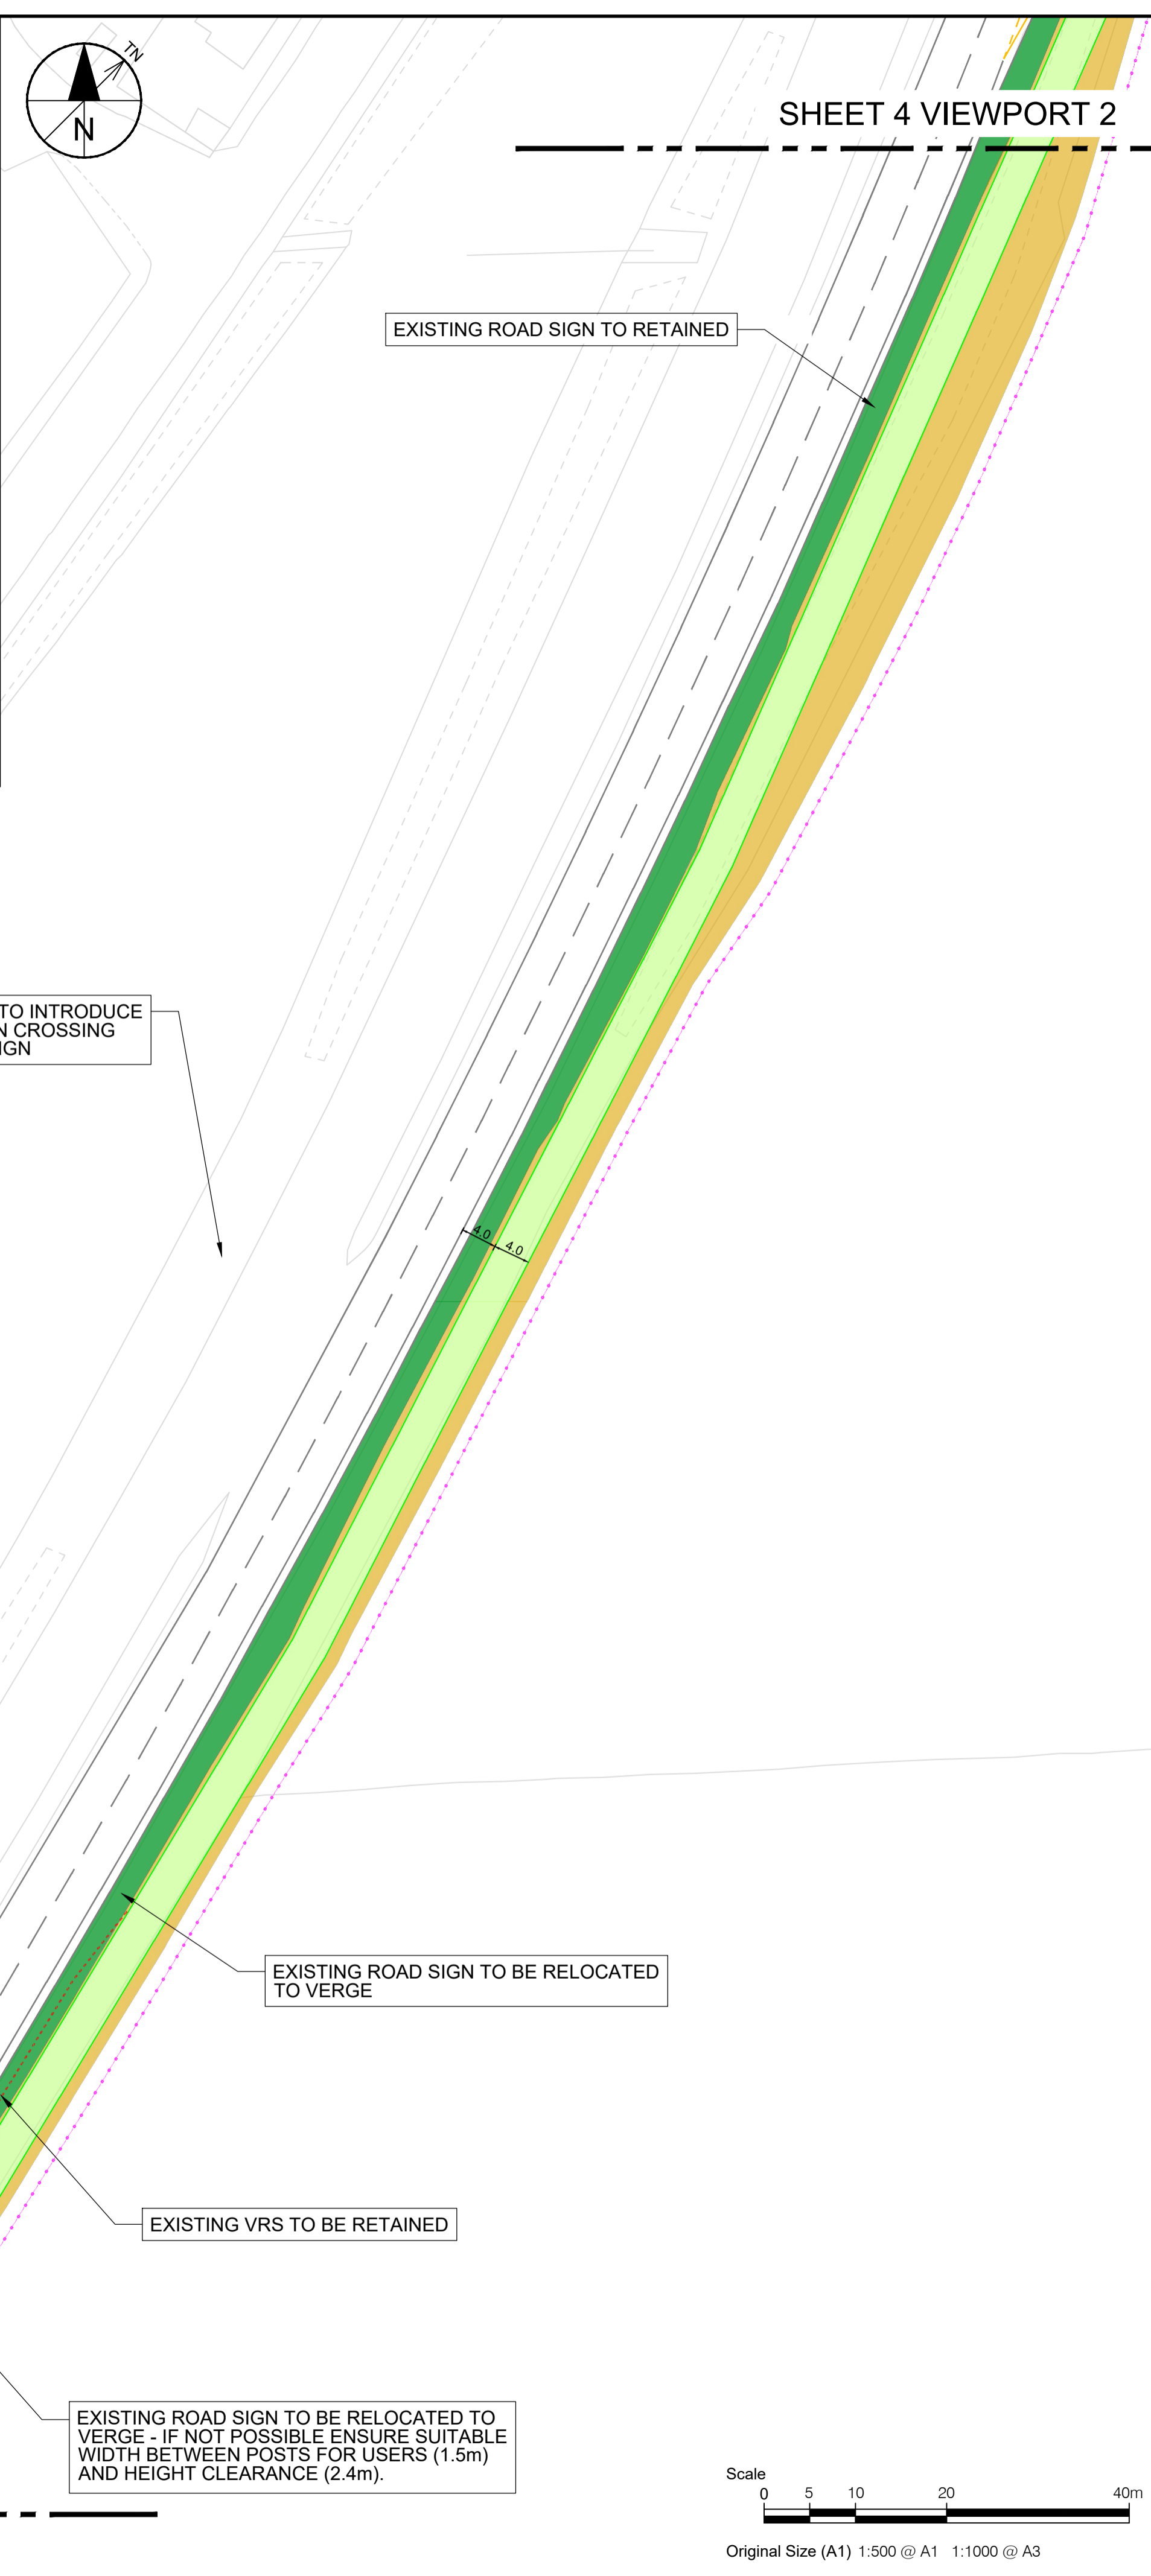 TN
N
SHEET 4 VIEWPORT 2
EXISTING ROAD SIGN TO RETAINED
TO INTRODUCE
N CROSSING
IGN
4.0
4.0
EXISTING ROAD SIGN TO BE RELOCATED
TO VERGE
EXISTING VRS TO BE RETAINED
EXISTING ROAD SIGN TO BE RELOCATED TO
VERGE - IF NOT POSSIBLE ENSURE SUITABLE
WIDTH BETWEEN POSTS FOR USERS (1.5m)
AND HEIGHT CLEARANCE (2.4m).
Scale
0 5 10 20 40m
Original Size (A1) 1:500 @ A1 1:1000 @ A3